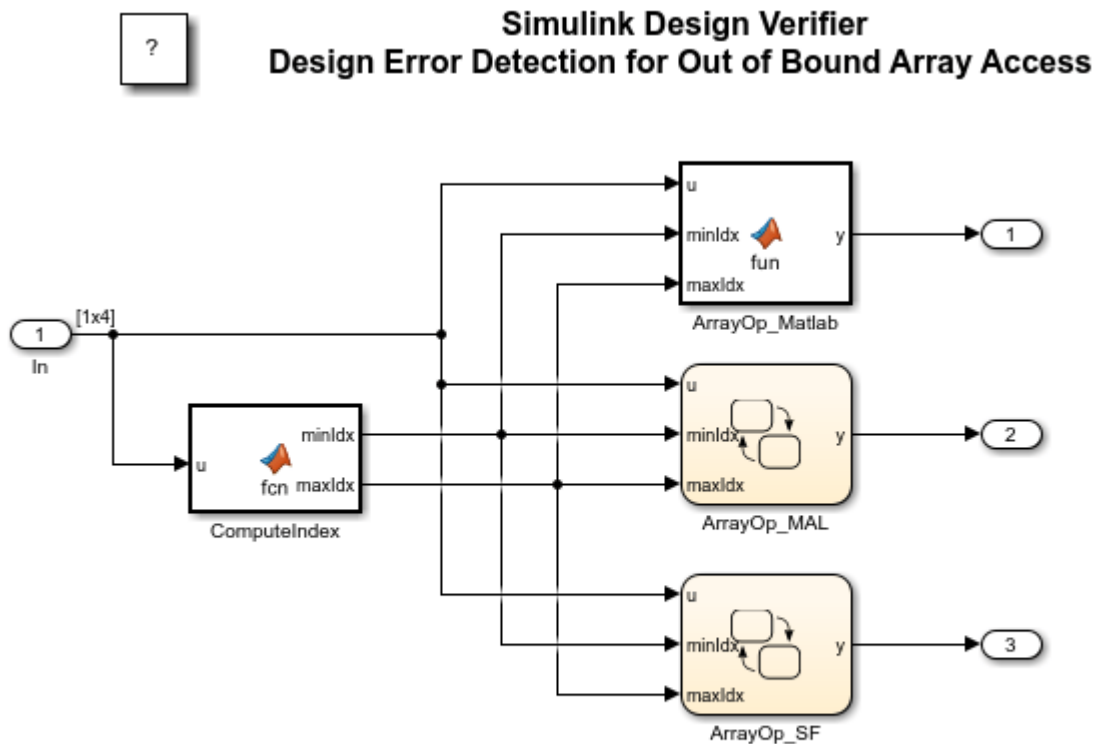 ?
Simulink Design Verifier
Design Error Detection for Out of Bound Array Access
u
minIdx
fun
y
1
maxIdx
ArrayOp_Matlab
[1x4]
1
In
u
minIdx
y
2
maxIdx
ArrayOp_MAL
u
minIdx
fcn
maxIdx
ComputeIndex
u
minIdx
y
3
maxIdx
ArrayOp_SF